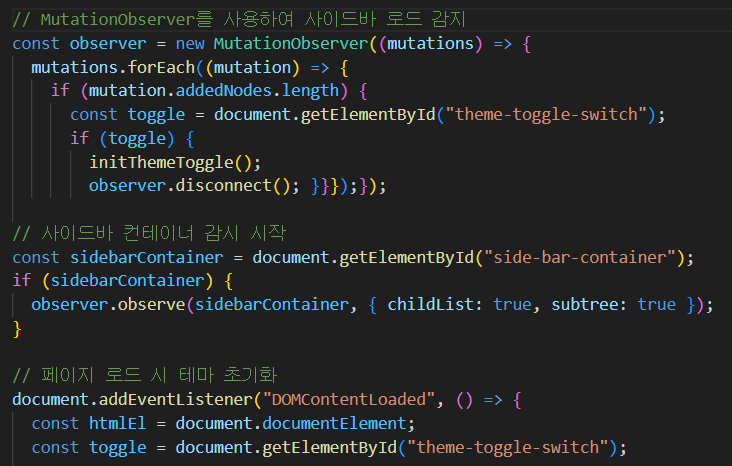 // MutationObserver를 사용하여 사이드바 로드 감지
const observer = new MutationObserver((mutations) => {
mutations.forEach((mutation) => {
if (mutation.addedNodes.length) {
const toggle = document.getElementById("theme-toggle-switch");
if (toggle) {
initThemeToggle();
observer.disconnect(); }}});});
// 사이드바 컨테이너 감시 시작
const sidebarContainer = document.getElementById("side-bar-container");
if (sidebarContainer) {
observer.observe(sidebarContainer, { childList: true, subtree: true });
}
// 페이지 로드 시 테마 초기화
document.addEventListener("DOMContentLoaded", () => {
const htmlEl = document.documentElement;
const toggle = document.getElementById("theme-toggle-switch");